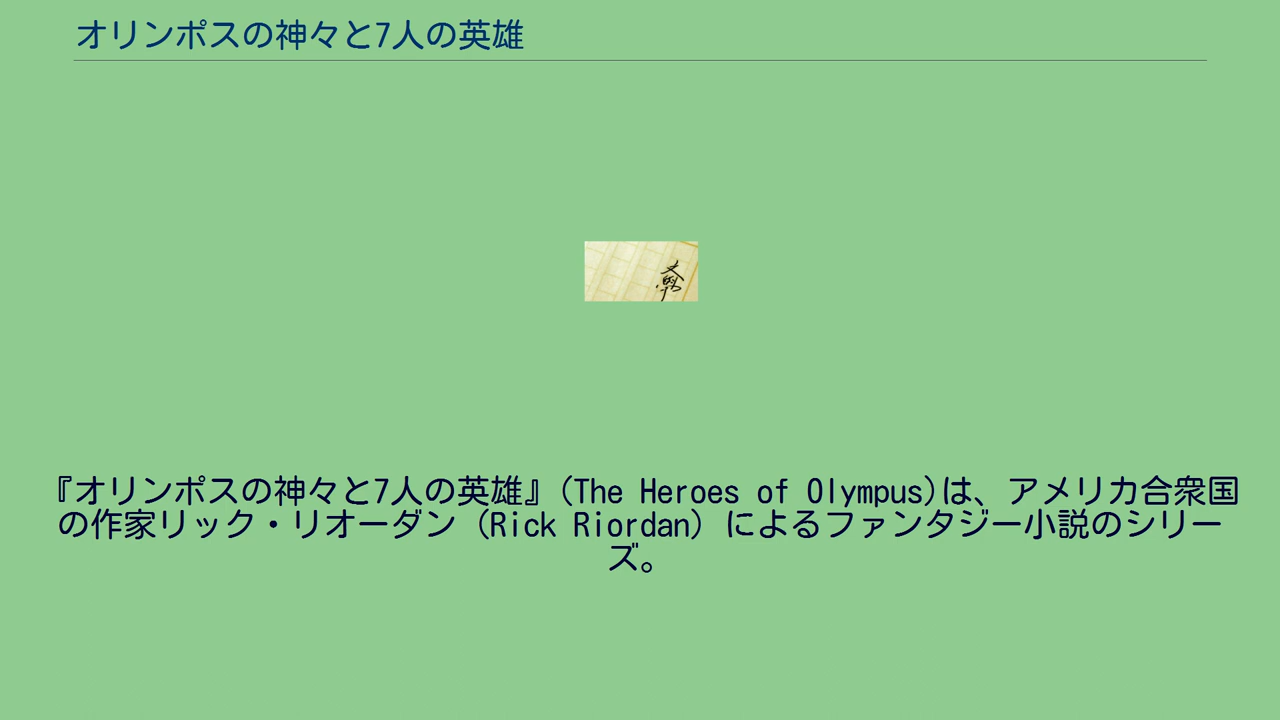 オリンポスの神々と7人の英雄
『オリンポスの神々と7人の英雄』(The Heroes of Olympus)は、アメリカ合衆国
の作家リック・リオーダン (Rick Riordan) によるファンタジー小説のシリー
ズ。